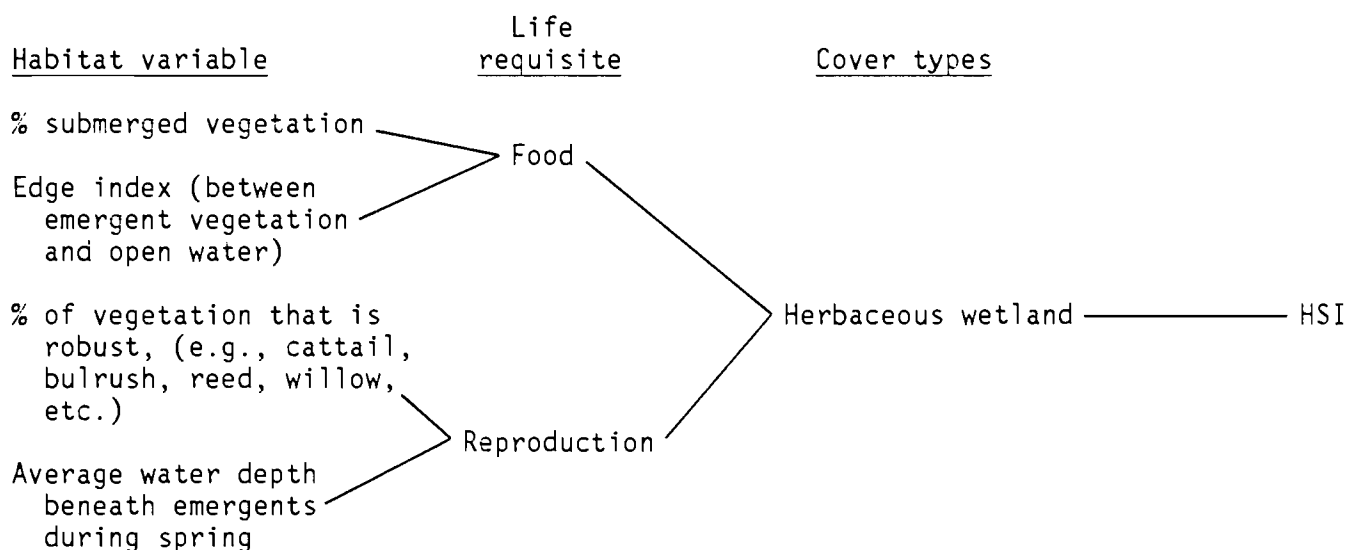 Life
Habitat variable requisite Cover types
% submerged vegetation
Food
Edge index (between
emergent vegetation
and open water)
% of vegetation that is
robust, (e.g., cattail,
bulrush, reed, willow,
etc.)
Herbaceous wetland HSI
Reproduction
Average water depth
beneath emergents
during spring